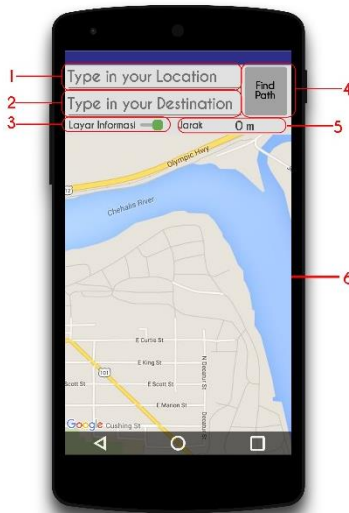 1
Type in your Location
Find
Path
4
2
Type in your Destination
3
Layar Informasi
Jarak
0 m
5
Olympic Hwy
Chehalis River
6
E Curtis St
E King St
101
Scott St
E Scott St
N Decatur St
E Marion St
Decatur St
Google
Cushing St